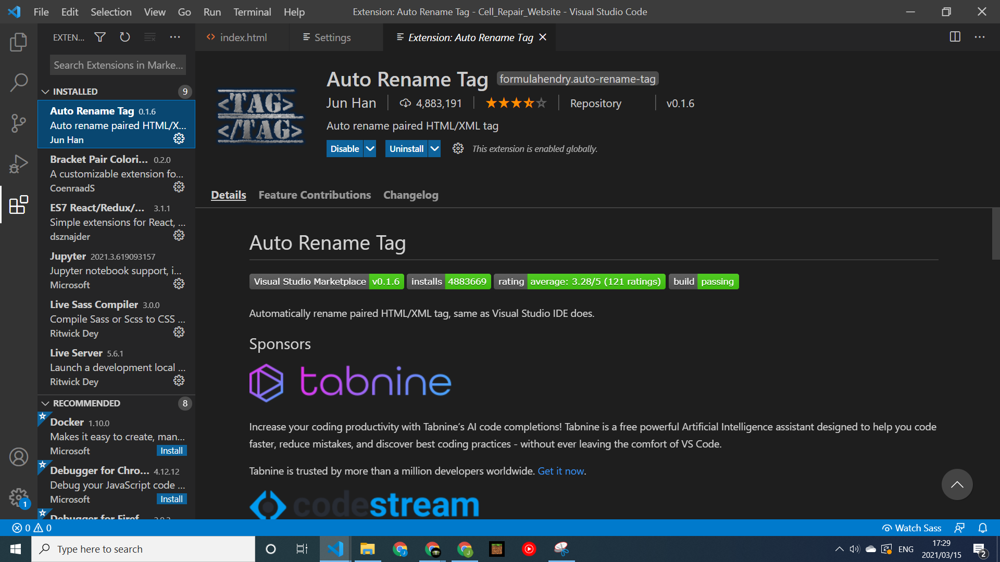 File Edit Selection View Go Run Terminal Help
Extension: Auto Rename Tag - Cell_Repair_Website - Visual Studio Code
EXTEN...
index.html
Settings
Extension: Auto Rename Tag
Search Extensions in Marke...
INSTALLED 9
Auto Rename Tag 0.1.6
Auto rename paired HTML/X...
Jun Han
Bracket Pair Colori... 0.2.0
A customizable extension fo...
CoenraadS
ES7 React/Redux/... 3.1.1
Simple extensions for React, ...
dsznajder
Jupyter 2021.3.619093157
Jupyter notebook support, i...
Microsoft
Live Sass Compiler 3.0.0
Compile Sass or Scss to CSS ...
Ritwick Dey
Live Server 5.6.1
Launch a development local ...
Ritwick Dey
RECOMMENDED 8
Docker 1.10.0
Makes it easy to create, man...
Microsoft Install
Debugger for Chro... 4.12.12
Debug your JavaScript code ...
Microsoft Install
Debugger for Firef...
1
<TAG>
</TAG>
Auto Rename Tag formulahendry.auto-rename-tag
Jun Han 4,883,191 Repository v0.1.6
Auto rename paired HTML/XML tag
Disable Uninstall This extension is enabled globally.
Details Feature Contributions Changelog
Auto Rename Tag
Visual Studio Marketplace v0.1.6 installs 4883669 rating average: 3.28/5 (121 ratings) build passing
Automatically rename paired HTML/XML tag, same as Visual Studio IDE does.
Sponsors
tabnine
Increase your coding productivity with Tabnine’s AI code completions! Tabnine is a free powerful Artificial Intelligence assistant designed to help you code
faster, reduce mistakes, and discover best coding practices - without ever leaving the comfort of VS Code.
Tabnine is trusted by more than a million developers worldwide. Get it now.
codestream
0 0
Watch Sass
Type here to search
J
J
ENG
17:29
2021/03/15
2